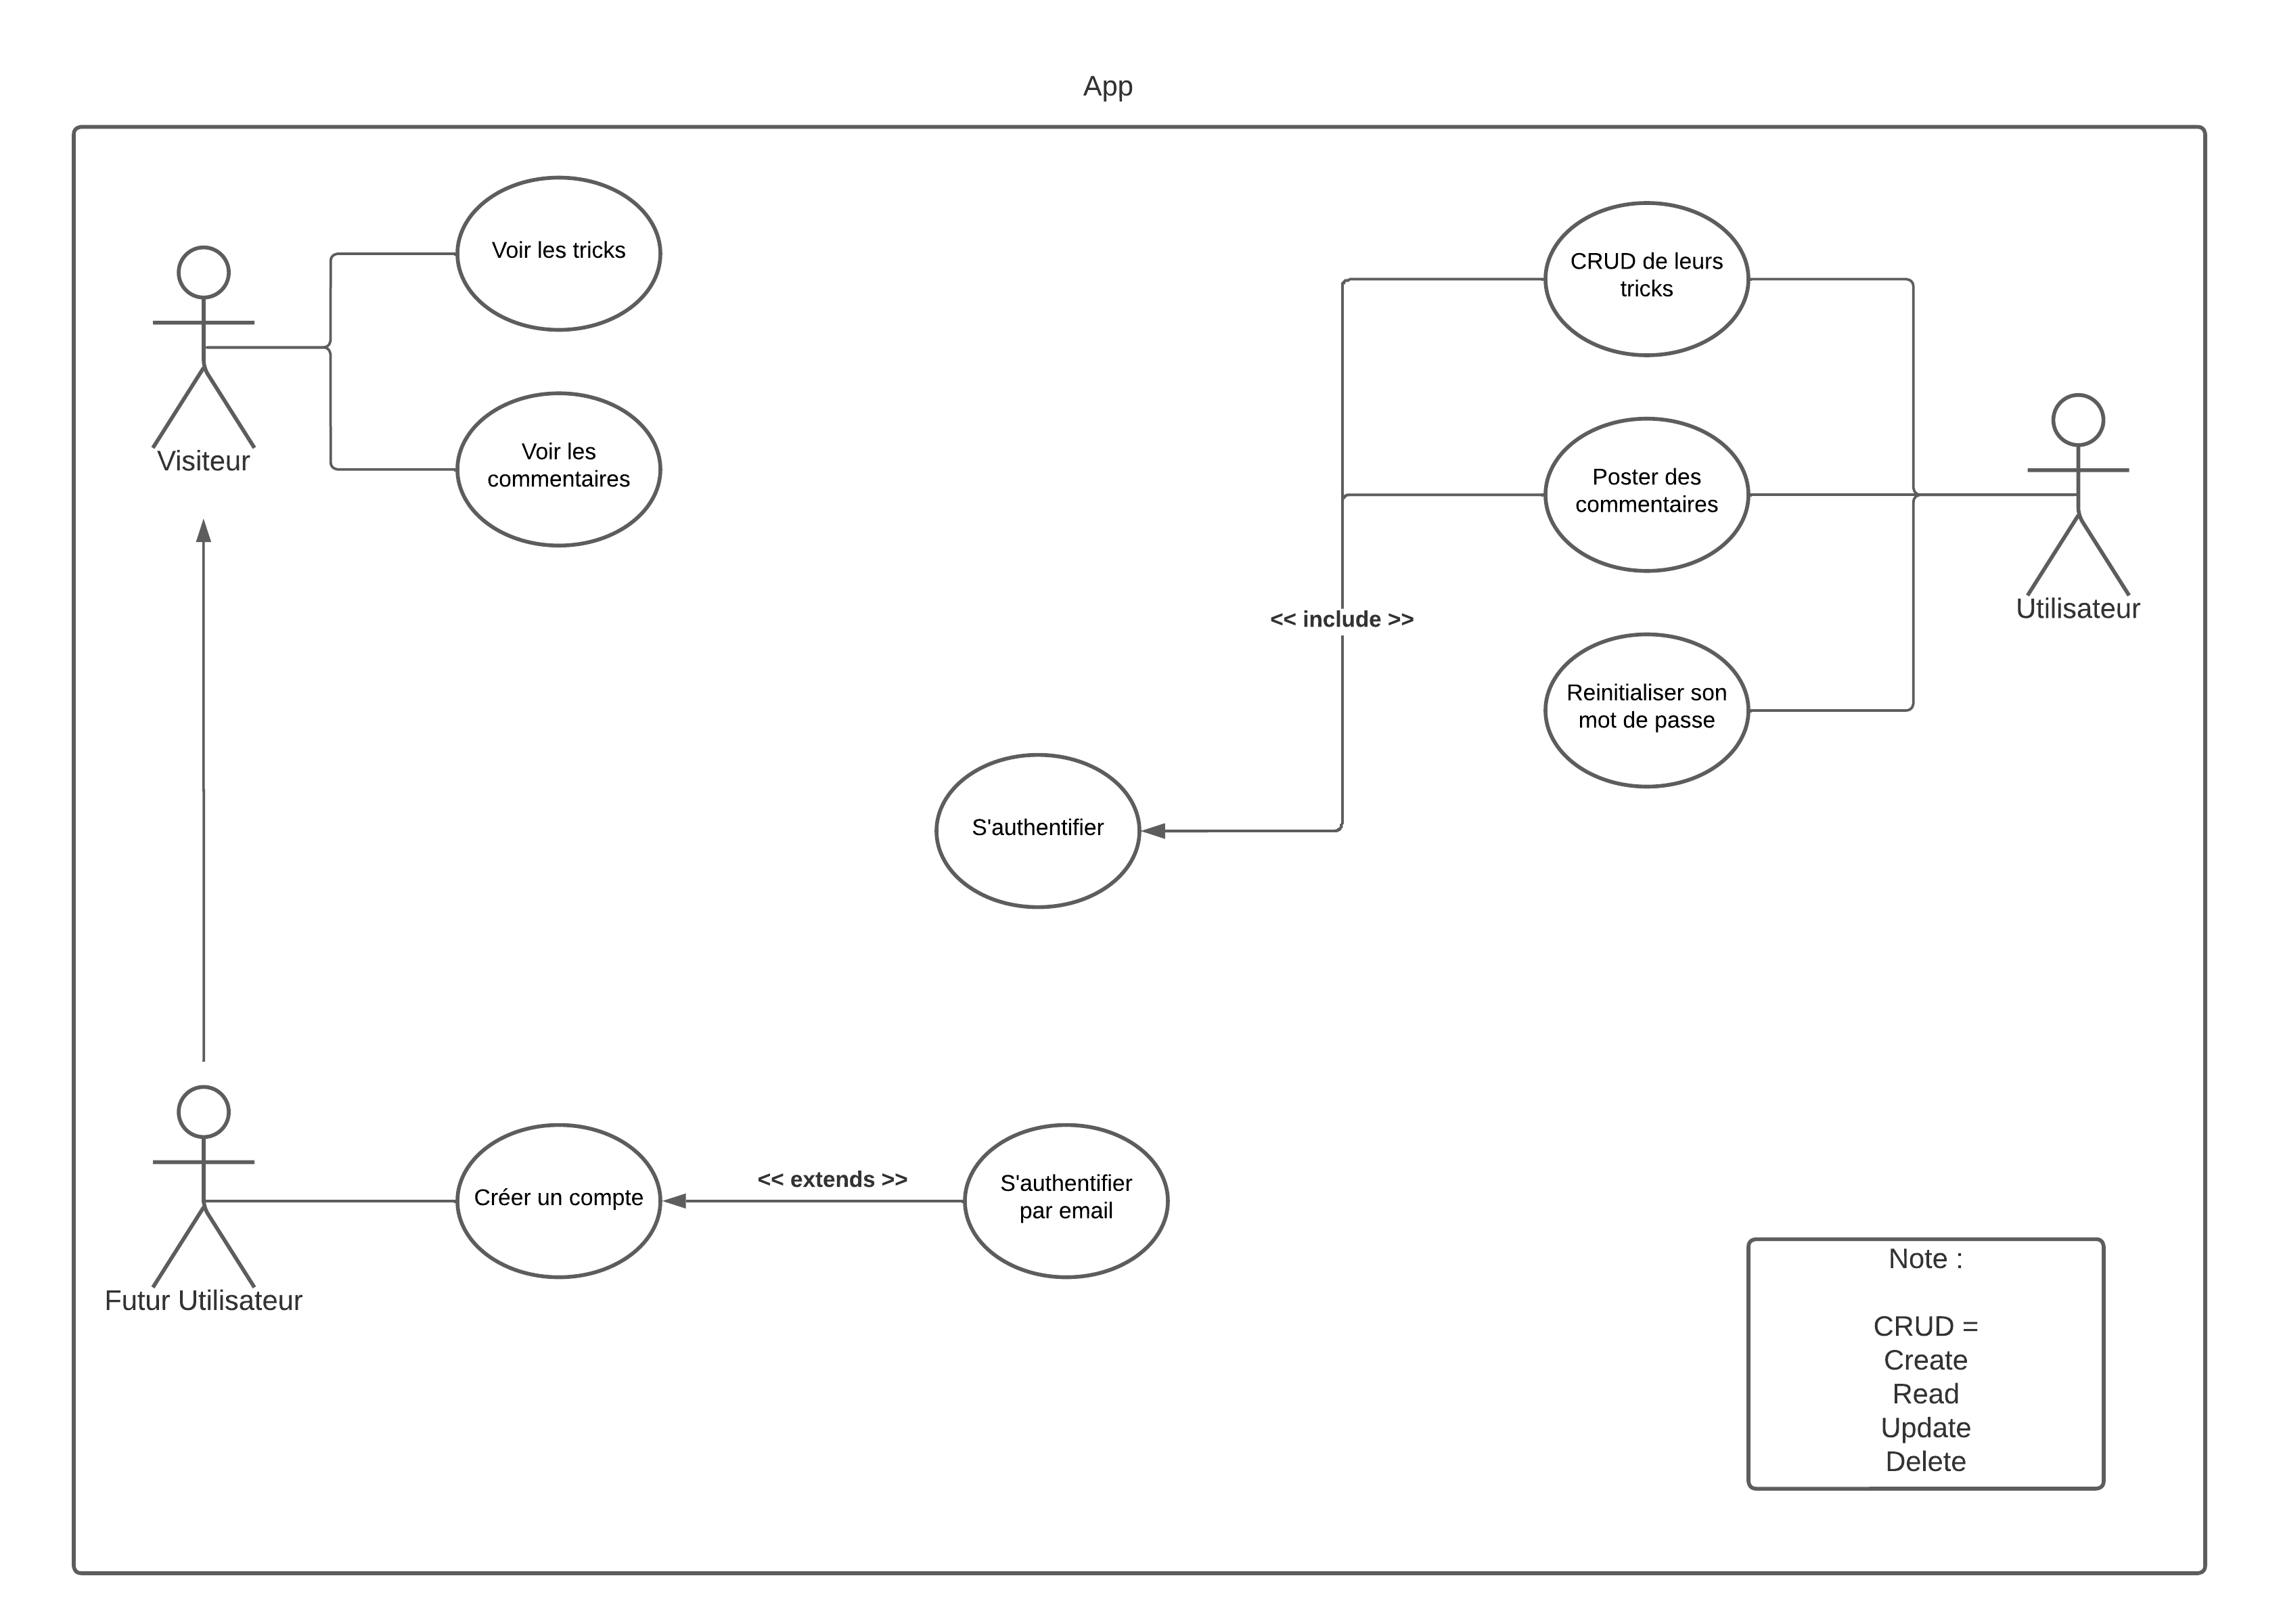 App
Voir les tricks
Visiteur
Voir les
commentaires
CRUD de leurs
tricks
Poster des
commentaires
Utilisateur
<< include >>
Reinitialiser son
mot de passe
S'authentifier
Futur Utilisateur
Créer un compte
<< extends >>
S'authentifier
par email
Note :
CRUD =
Create
Read
Update
Delete